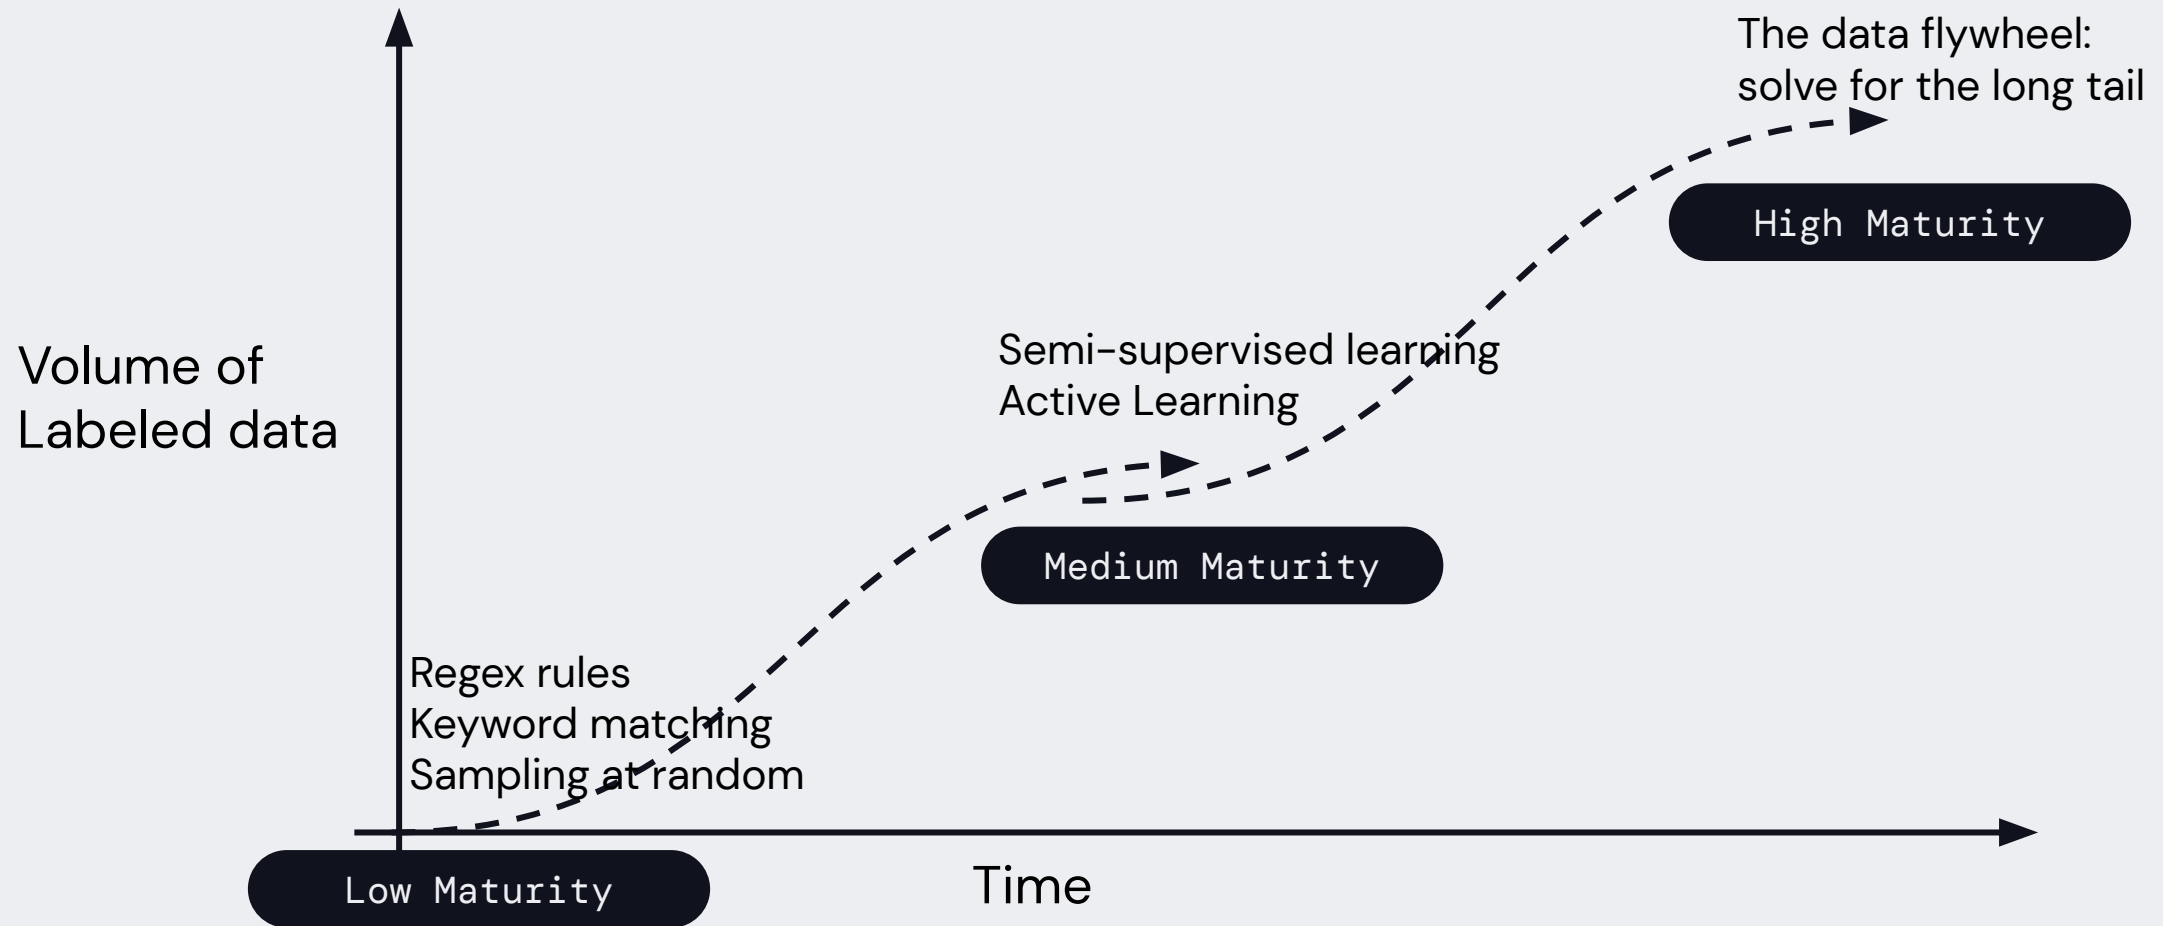 The data flywheel:
solve for the long tail
High Maturity
Volume of
Labeled data
Semi-supervised learning
Active Learning
Medium Maturity
Regex rules
Keyword matching
Sampling at random
Low Maturity
Time